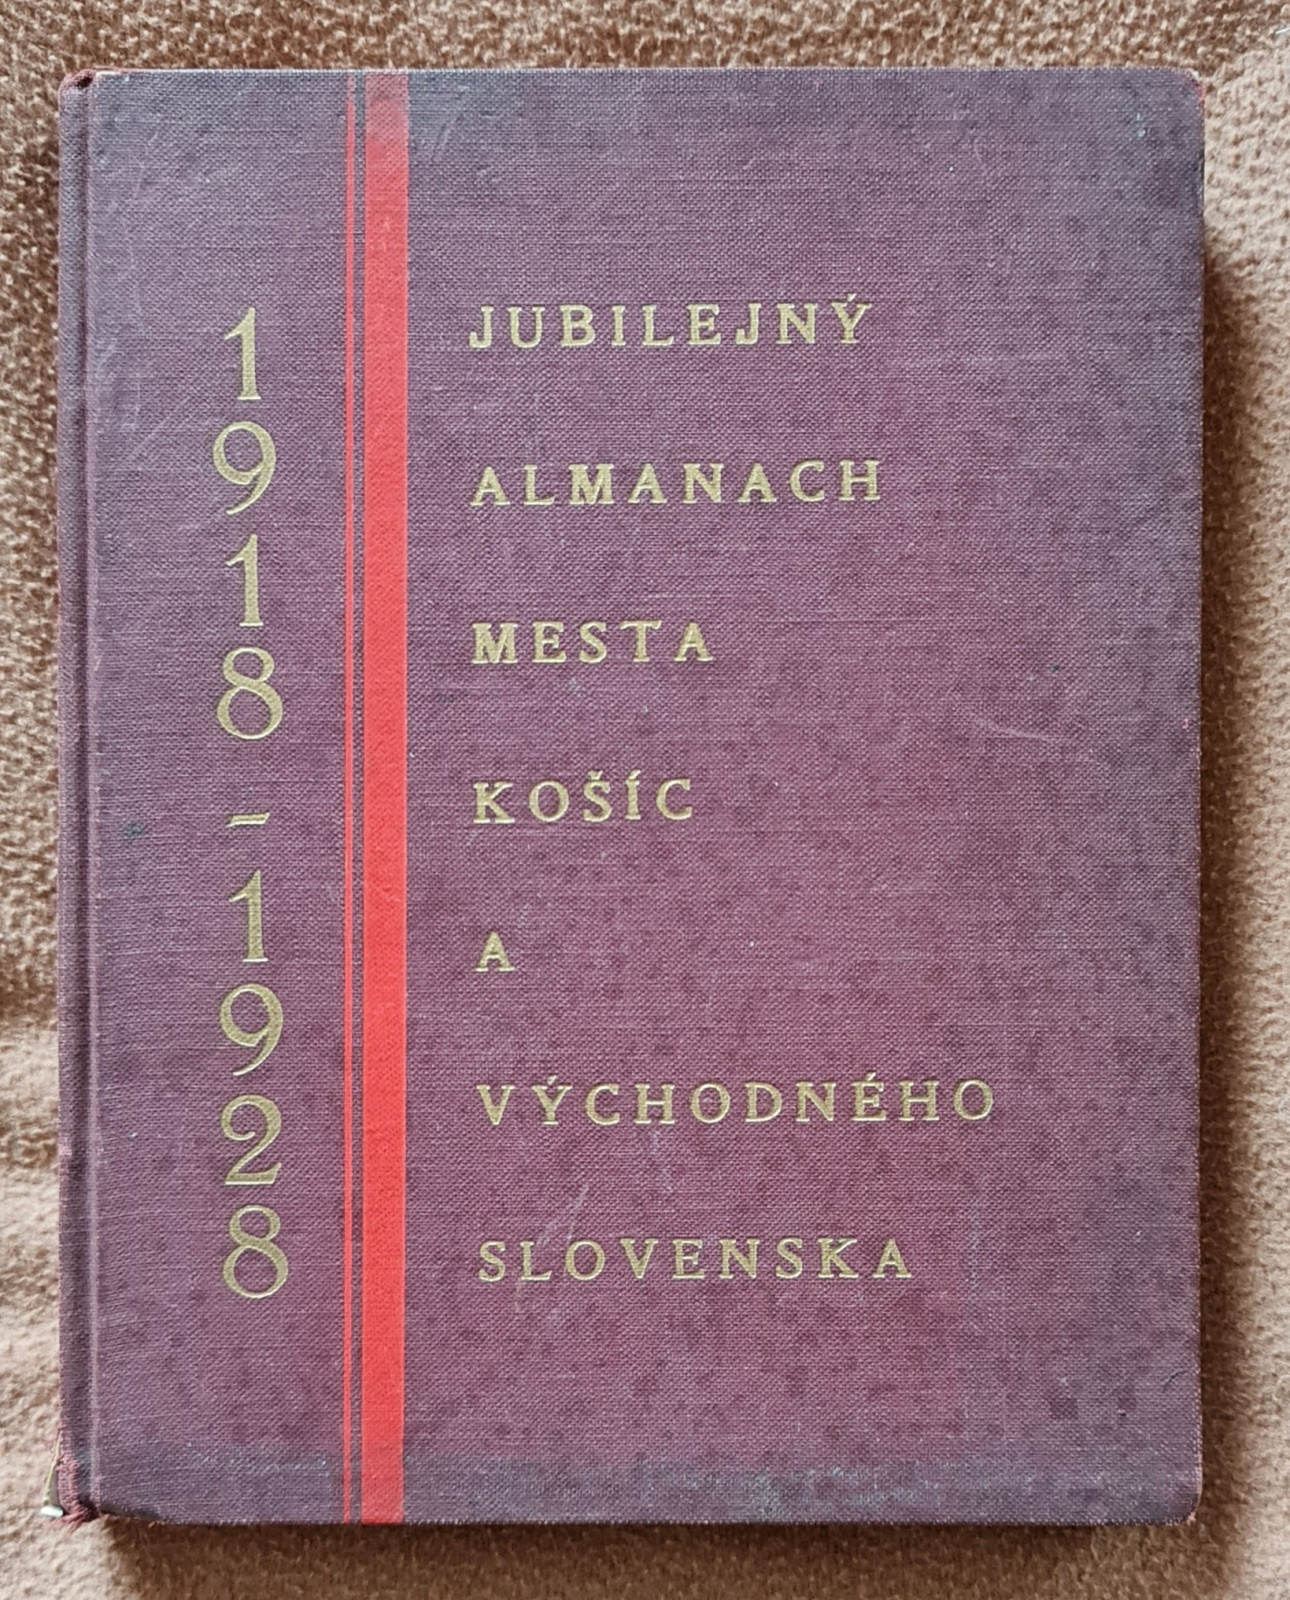 1918-1928
JUBILEJNÝ
ALMANACH
MESTA
KOŠÍC
A
VÝCHODNÉHO
SLOVENSKA